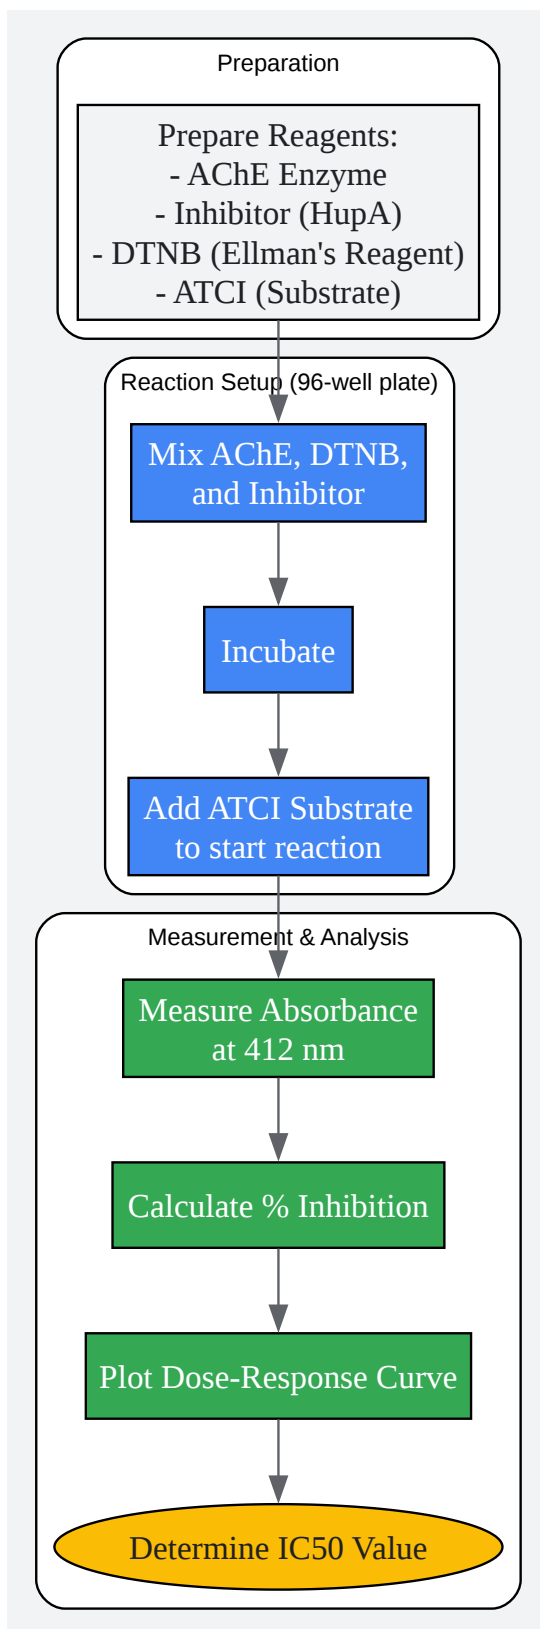 Preparation
Prepare Reagents:
- AChE Enzyme
- Inhibitor (HupA)
- DTNB (Ellman's Reagent)
- ATCI (Substrate)
Reaction Setup (96-well plate)
Mix AChE, DTNB,
and Inhibitor
Incubate
Add ATCI Substrate
to start reaction
Measurement & Analysis
Measure Absorbance
at 412 nm
Calculate % Inhibition
Plot Dose-Response Curve
Determine IC50 Value